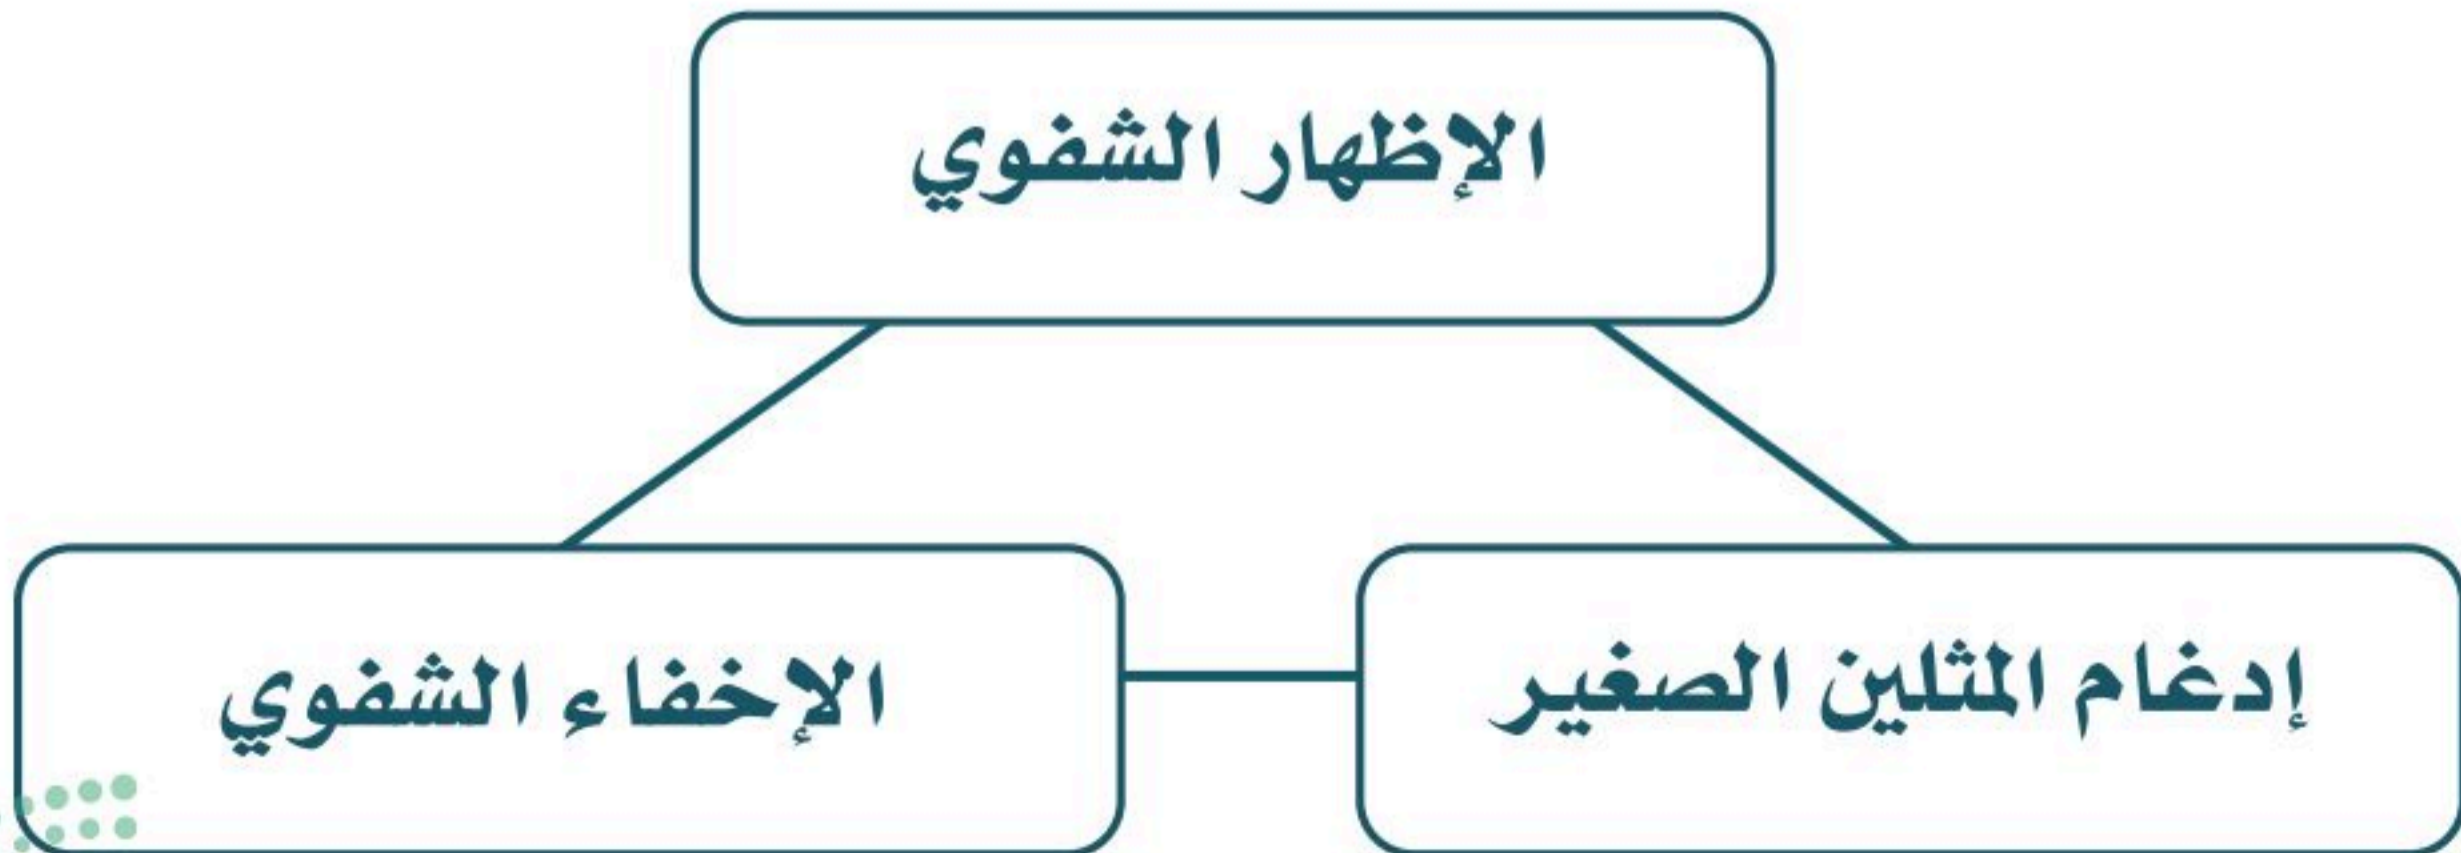 الإظهار الشفوي
إدغام المثلين الصغير
الإخفاء الشفوي